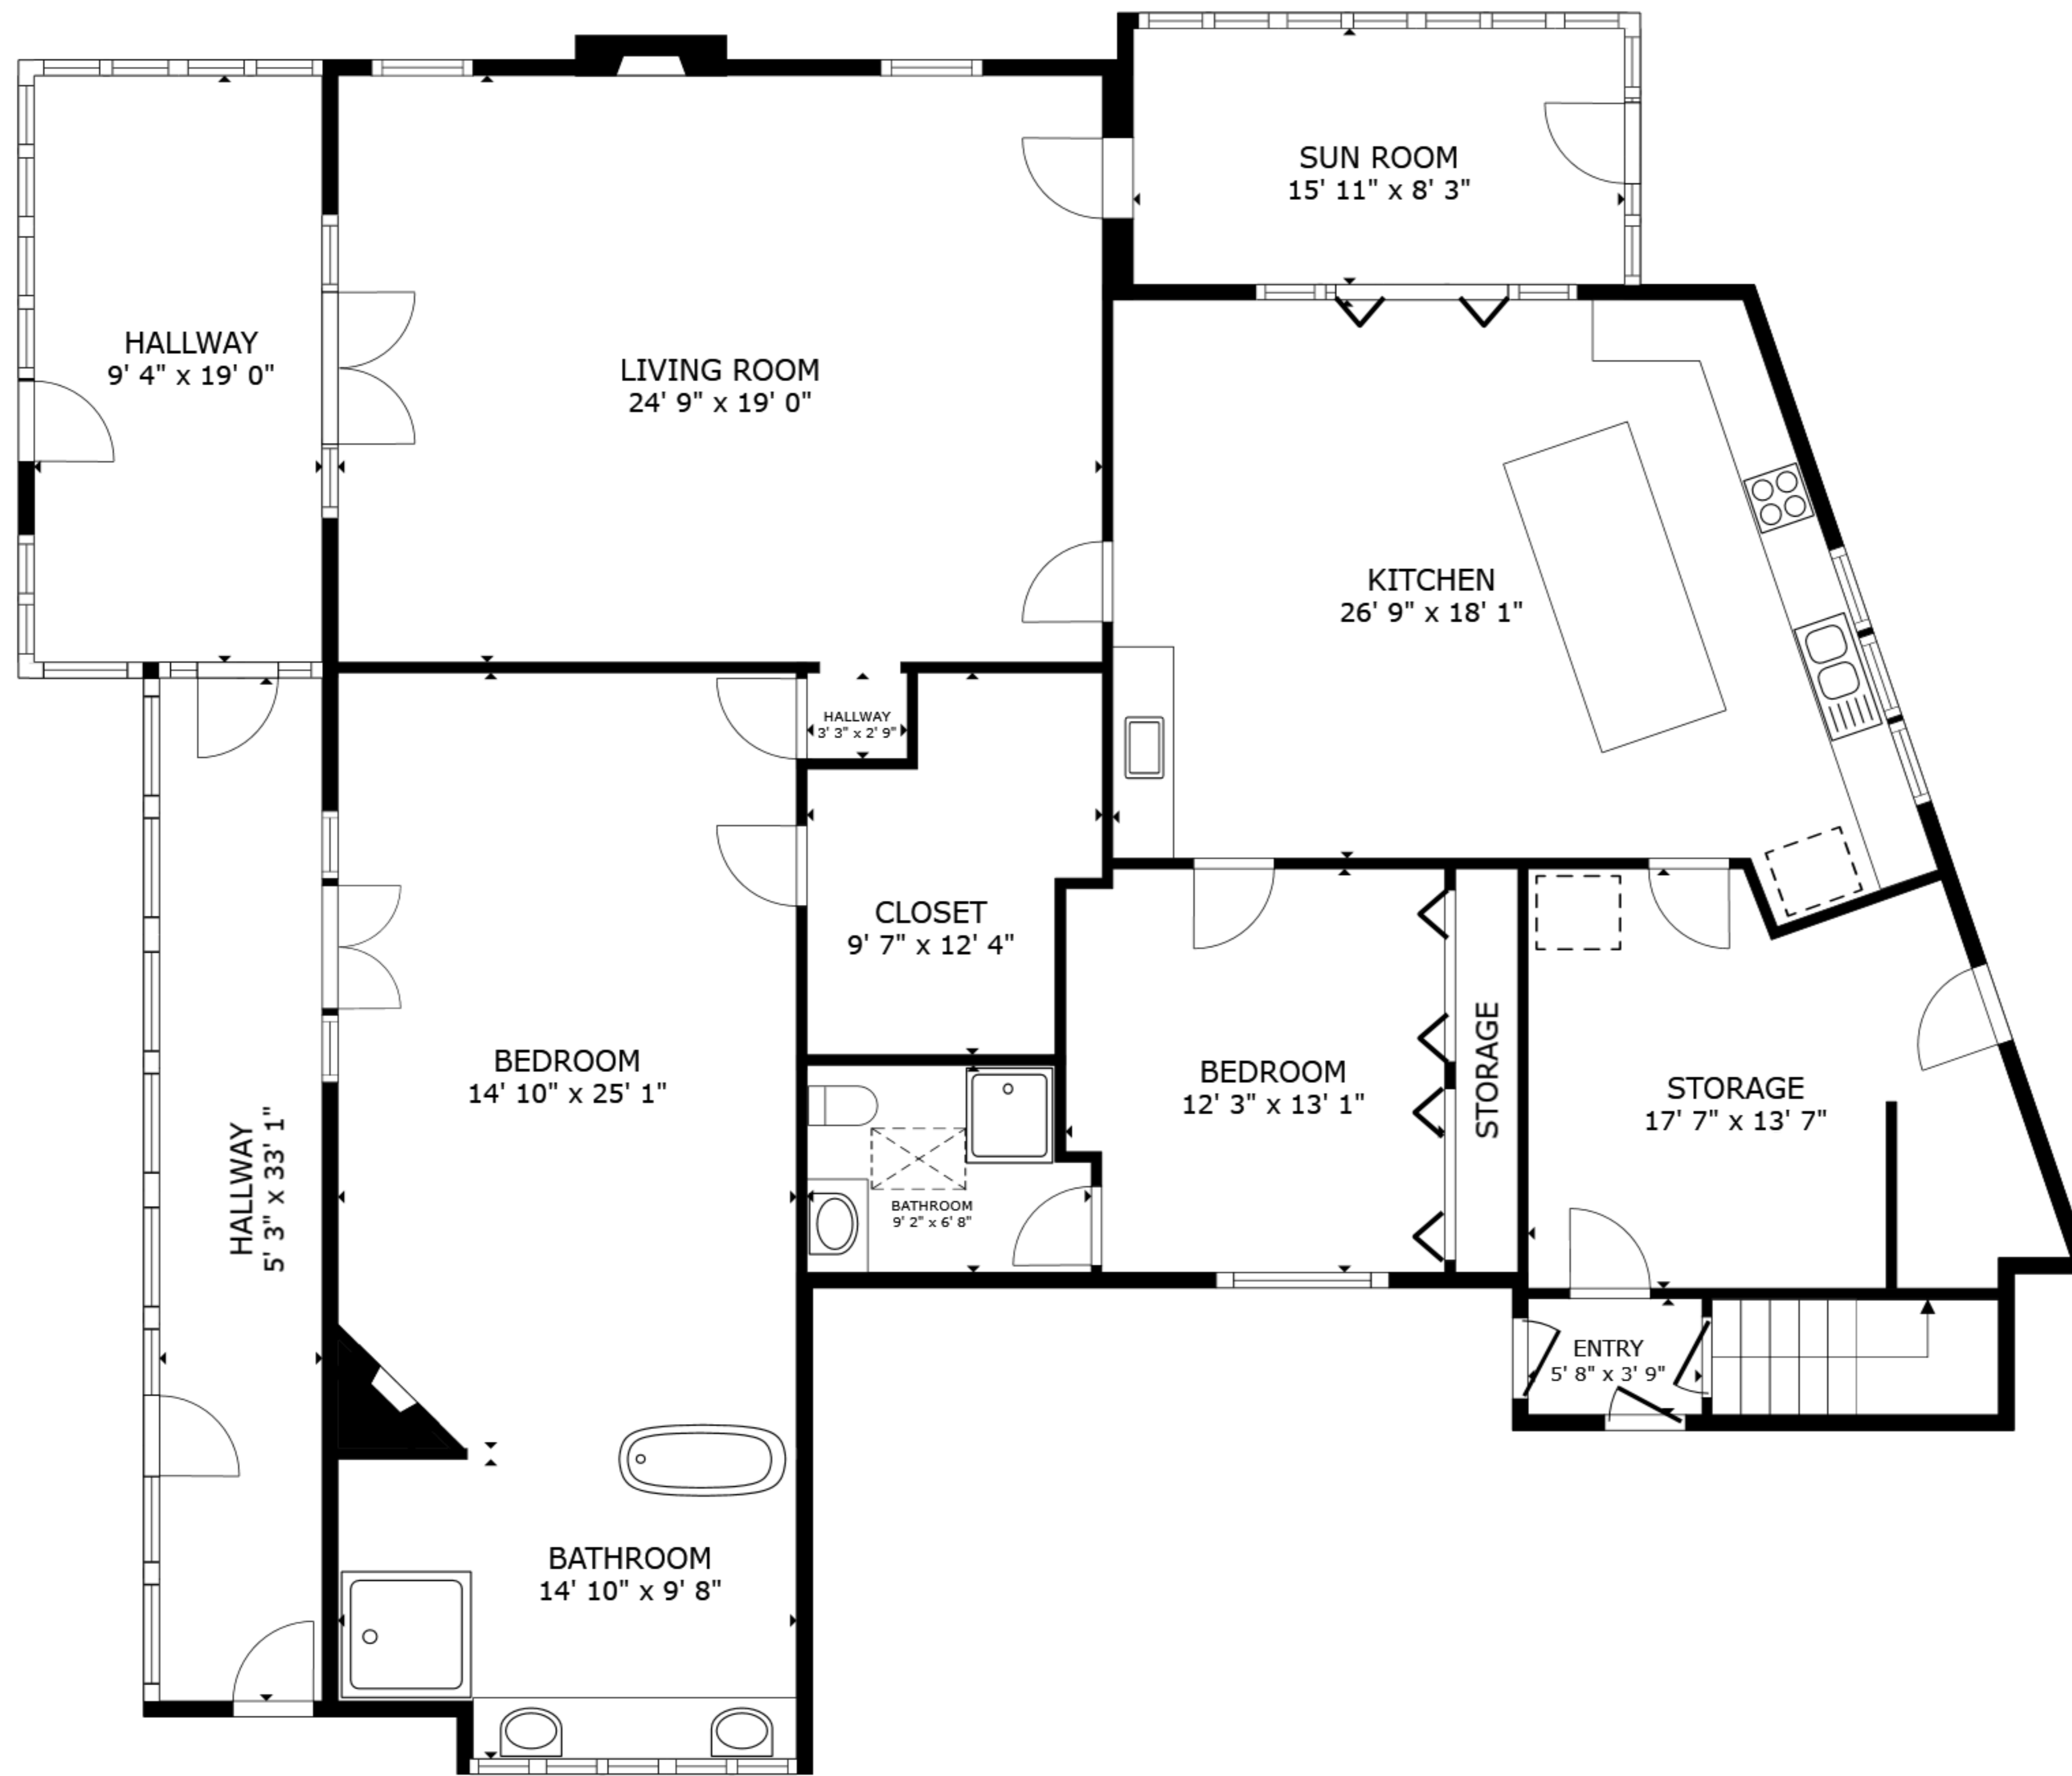 SUN ROOM
15' 11" x 8' 3"
HALLWAY
9' 4" x 19' 0"
LIVING ROOM
24' 9" x 19' 0"
KITCHEN
26' 9" x 18' 1"
HALLWAY
3' 3" x 2' 9"
CLOSET
9' 7" x 12' 4"
BEDROOM
14' 10" x 25' 1"
BEDROOM
12' 3" x 13' 1"
STORAGE
STORAGE
17' 7" x 13' 7"
HALLWAY
5' 3" x 33' 1"
BATHROOM
9' 2" x 6' 8"
ENTRY
5' 8" x 3' 9"
BATHROOM
14' 10" x 9' 8"